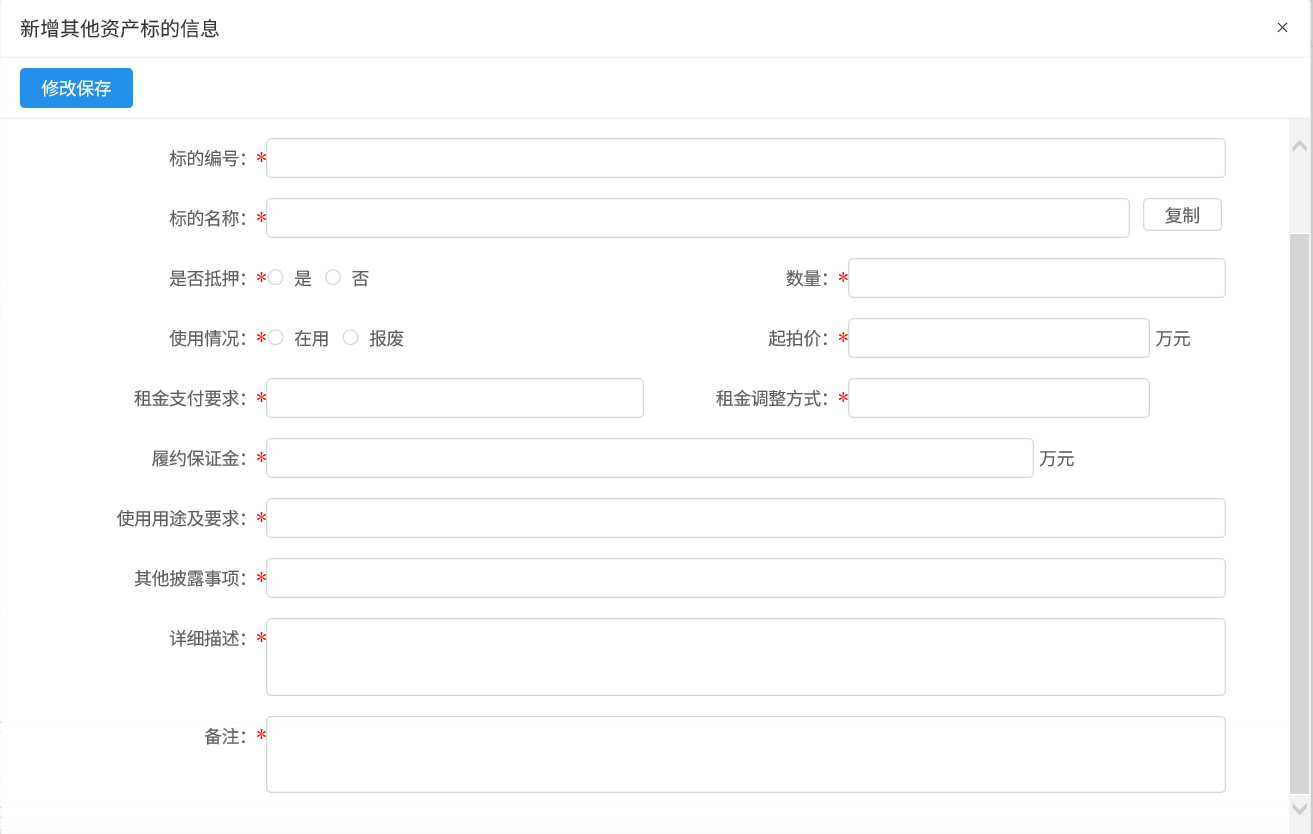 新增其他资产标的信息 ×
修改保存
标的编号：*
标的名称：* 复制
是否抵押：* 是 否 数量：*
使用情况：* 在用 报废 起拍价：* 万元
租金支付要求：* 租金调整方式：*
履约保证金：* 万元
使用用途及要求：*
其他披露事项：*
详细描述：*
备注：*